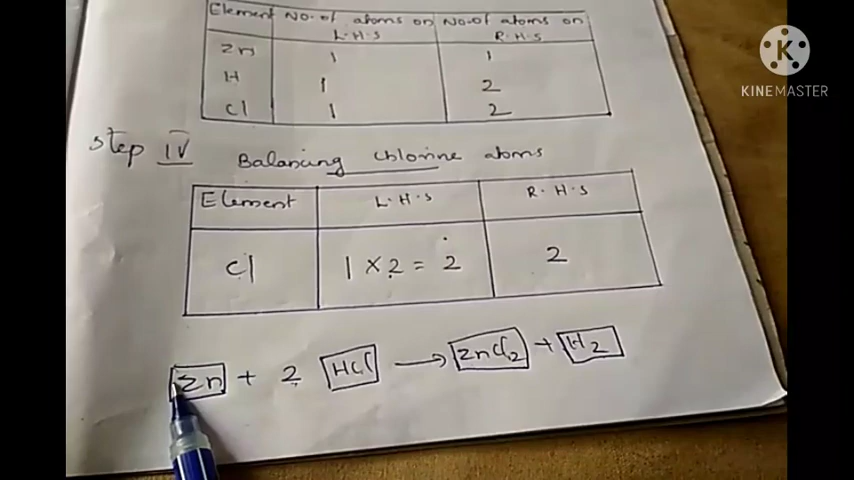 Element No. of atoms on L.H.S No. of atoms on R.H.S
Zn 1 1
H 1 2
Cl 1 2
Step IV Balancing chlorine atoms
Element L.H.S R.H.S
Cl 1 × 2 = 2 2
Zn + 2 HCl → ZnCl2 + H2
K
KINEMASTER